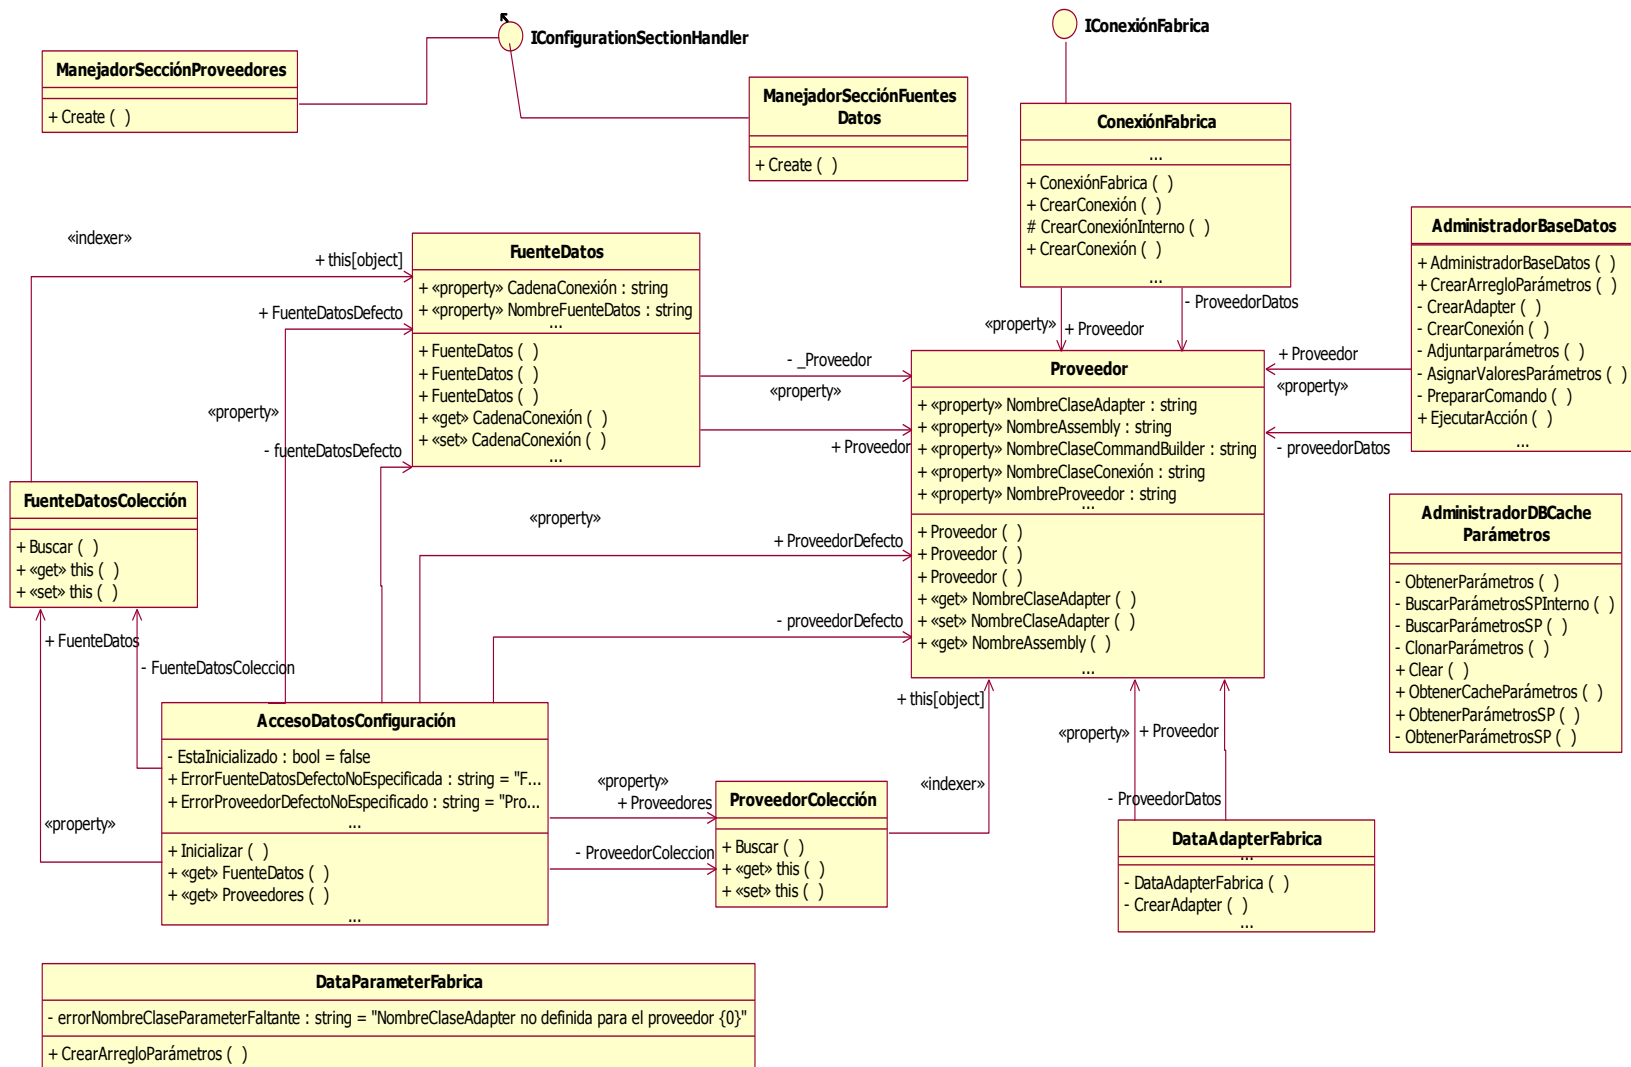 IConfigurationSectionHandler
IConexiónFabrica
ManejadorSecciónProveedores
+ Create ( )
ManejadorSecciónFuentes
Datos
+ Create ( )
ConexiónFabrica
...
+ ConexiónFabrica ( )
+ CrearConexión ( )
# CrearConexiónInterno ( )
+ CrearConexión ( )
...
AdministradorBaseDatos
+ AdministradorBaseDatos ( )
+ CrearArregloParámetros ( )
- CrearAdapter ( )
- CrearConexión ( )
- Adjuntarparámetros ( )
- AsignarValoresParámetros ( )
- PrepararComando ( )
+ EjecutarAcción ( )
...
«indexer»
+ this[object]
+ FuenteDatosDefecto
«property»
- fuenteDatosDefecto
FuenteDatos
+ «property» CadenaConexión : string
+ «property» NombreFuenteDatos : string
...
+ FuenteDatos ( )
+ FuenteDatos ( )
+ FuenteDatos ( )
+ «get» CadenaConexión ( )
+ «set» CadenaConexión ( )
...
- _Proveedor
«property»
+ Proveedor
«property»
+ Proveedor
- ProveedorDatos
+ Proveedor
«property»
- proveedorDatos
Proveedor
+ «property» NombreClaseAdapter : string
+ «property» NombreAssembly : string
+ «property» NombreClaseCommandBuilder : string
+ «property» NombreClaseConexión : string
+ «property» NombreProveedor : string
...
+ Proveedor ( )
+ Proveedor ( )
+ Proveedor ( )
+ «get» NombreClaseAdapter ( )
+ «set» NombreClaseAdapter ( )
+ «get» NombreAssembly ( )
...
FuenteDatosColección
+ Buscar ( )
+ «get» this ( )
+ «set» this ( )
AdministradorDBCache
Parámetros
- ObtenerParámetros ( )
- BuscarParámetrosSPInterno ( )
- BuscarParámetrosSP ( )
- ClonarParámetros ( )
+ Clear ( )
+ ObtenerCacheParámetros ( )
+ ObtenerParámetrosSP ( )
- ObtenerParámetrosSP ( )
«property»
+ ProveedorDefecto
- proveedorDefecto
+ FuenteDatos
- FuenteDatosColeccion
«property»
AccesoDatosConfiguración
- EstaInicializado : bool = false
+ ErrorFuenteDatosDefectoNoEspecificada : string = "F...
+ ErrorProveedorDefectoNoEspecificado : string = "Pro...
...
+ Inicializar ( )
+ «get» FuenteDatos ( )
+ «get» Proveedores ( )
...
«property»
+ Proveedores
- ProveedorColeccion
ProveedorColección
+ Buscar ( )
+ «get» this ( )
+ «set» this ( )
+ this[object]
«indexer»
«property»
+ Proveedor
- ProveedorDatos
DataAdapterFabrica
...
- DataAdapterFabrica ( )
- CrearAdapter ( )
...
DataParameterFabrica
- errorNombreClaseParameterFaltante : string = "NombreClaseAdapter no definida para el proveedor {0}"
+ CrearArregloParámetros ( )